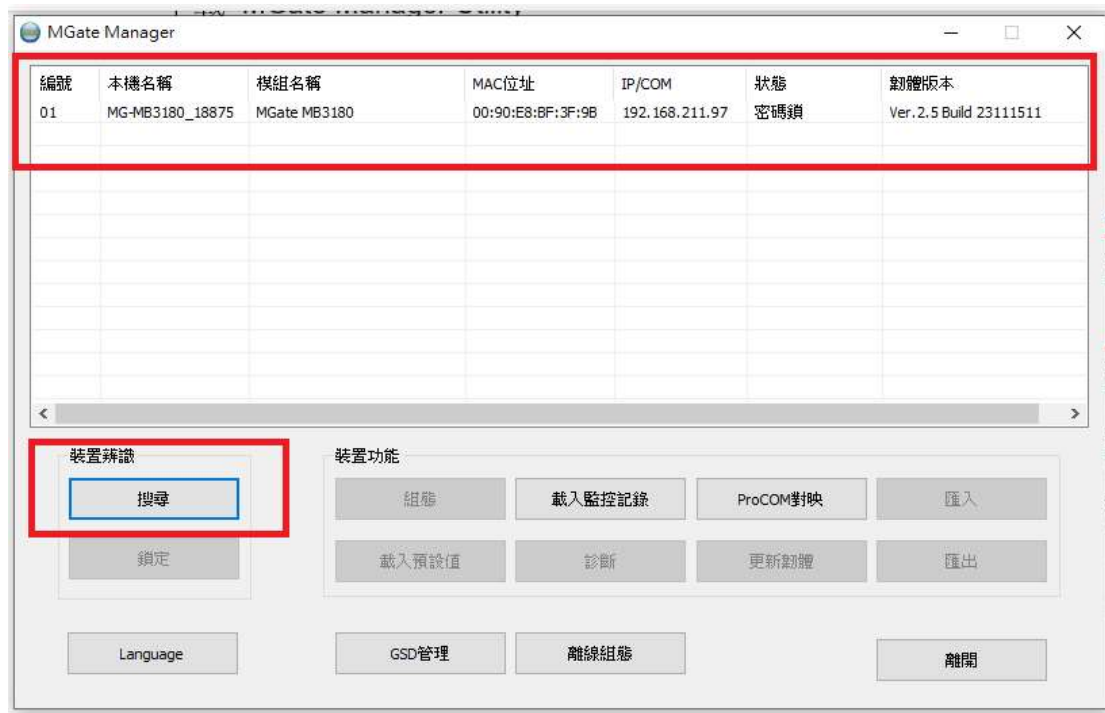 MGate Manager
編號 本機名稱 模組名稱 MAC位址 IP/COM 狀態 韌體版本
01 MG-MB3180_18875 MGate MB3180 00:90:E8:BF:3F:9B 192.168.211.97 密碼鎖 Ver.2.5 Build 23111511
裝置辨識 裝置功能
搜尋 組態 載入監控記錄 ProCOM對映 匯入
鎖定 載入預設值 診斷 更新韌體 匯出
Language GSD管理 離線組態 離開